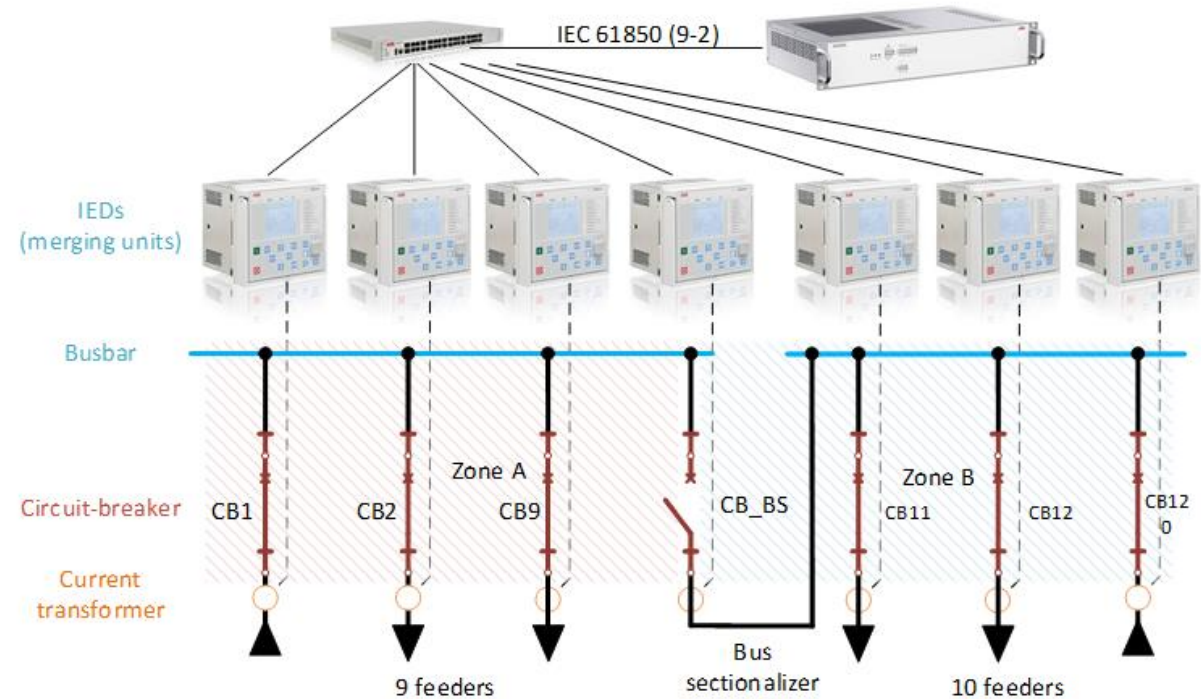 IEC 61850 (9-2)
IEDs
(merging units)
Busbar
Zone A
Zone B
Circuit-breaker
CB1
CB2
CB9
CB_BS
CB11
CB12
CB12
0
Current
transformer
Bus
sectionalizer
9 feeders
10 feeders